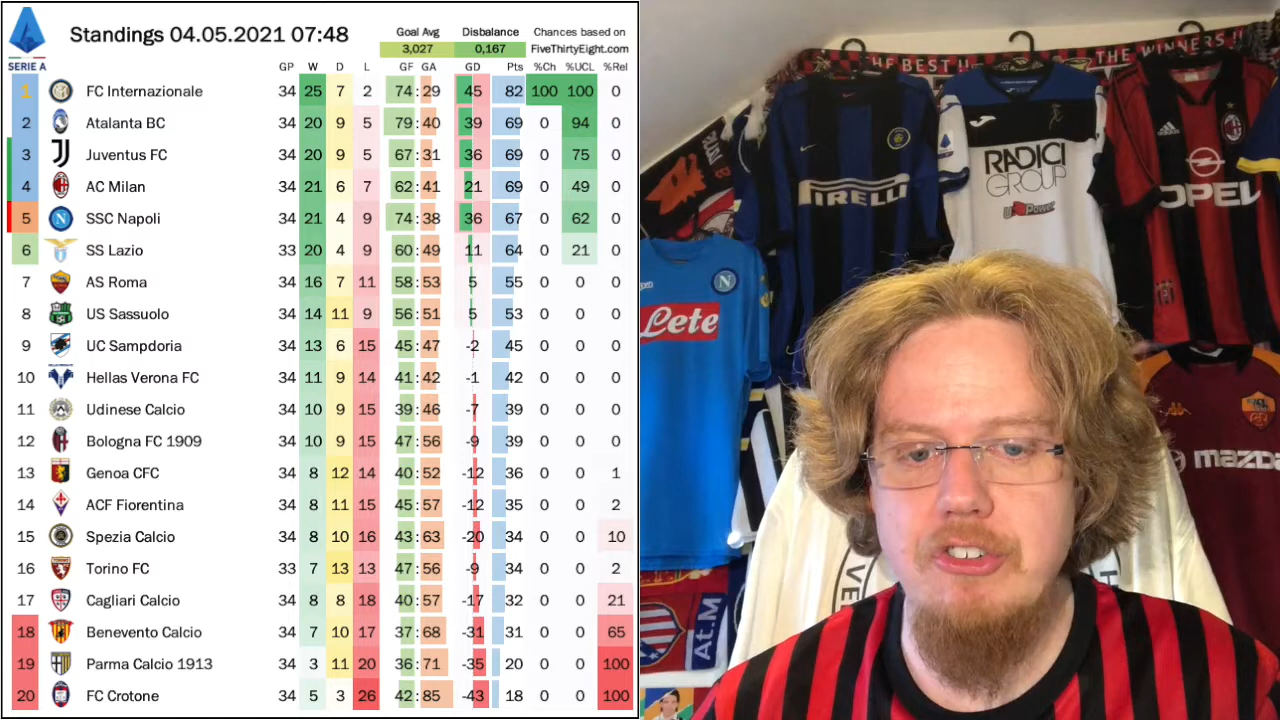 Standings 04.05.2021 07:48
Goal Avg Disbalance Chances based on
3,027 0,167 FiveThirtyEight.com
SERIE A GP W D L GF GA GD Pts %Ch %UCL %Rel
1 FC Internazionale 34 25 7 2 74:29 45 82 100 100 0
2 Atalanta BC 34 20 9 5 79:40 39 69 0 94 0
3 Juventus FC 34 20 9 5 67:31 36 69 0 75 0
4 AC Milan 34 21 6 7 62:41 21 69 0 49 0
5 SSC Napoli 34 21 4 9 74:38 36 67 0 62 0
6 SS Lazio 33 20 4 9 60:49 11 64 0 21 0
7 AS Roma 34 16 7 11 58:53 5 55 0 0 0
8 US Sassuolo 34 14 11 9 56:51 5 53 0 0 0
9 UC Sampdoria 34 13 6 15 45:47 -2 45 0 0 0
10 Hellas Verona FC 34 11 9 14 41:42 -1 42 0 0 0
11 Udinese Calcio 34 10 9 15 39:46 -7 39 0 0 0
12 Bologna FC 1909 34 10 9 15 47:56 -9 39 0 0 0
13 Genoa CFC 34 8 12 14 40:52 -12 36 0 0 1
14 ACF Fiorentina 34 8 11 15 45:57 -12 35 0 0 2
15 Spezia Calcio 34 8 10 16 43:63 -20 34 0 0 10
16 Torino FC 33 7 13 13 47:56 -9 34 0 0 2
17 Cagliari Calcio 34 8 8 18 40:57 -17 32 0 0 21
18 Benevento Calcio 34 7 10 17 37:68 -31 31 0 0 65
19 Parma Calcio 1913 34 3 11 20 36:71 -35 20 0 0 100
20 FC Crotone 34 5 3 26 42:85 -43 18 0 0 100
THE BEST !! THE WINNERS !!
PIRELLI
RADICI
GROUP
U-Power
adidas
OPEL
N
Lete
mazda
At.M
VE
H